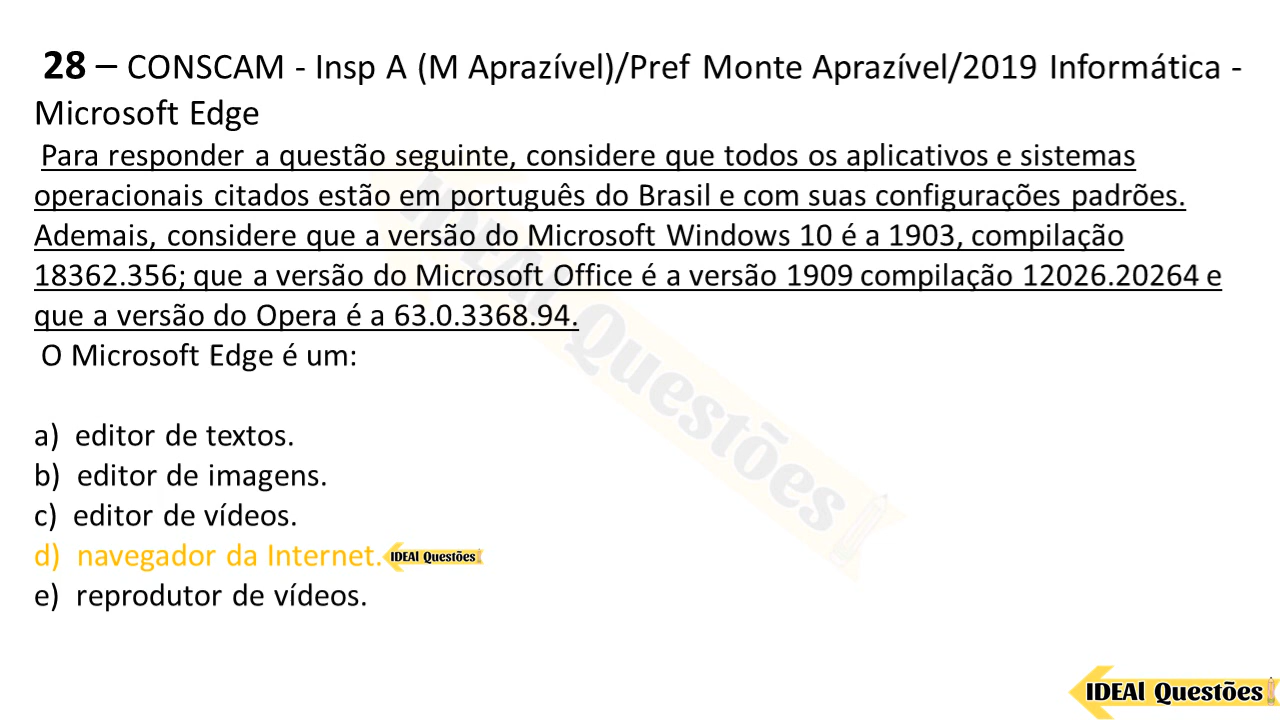 28 – CONSCAM - Insp A (M Aprazível)/Pref Monte Aprazível/2019 Informática -
Microsoft Edge
Para responder a questão seguinte, considere que todos os aplicativos e sistemas
operacionais citados estão em português do Brasil e com suas configurações padrões.
Ademais, considere que a versão do Microsoft Windows 10 é a 1903, compilação
18362.356; que a versão do Microsoft Office é a versão 1909 compilação 12026.20264 e
que a versão do Opera é a 63.0.3368.94.
O Microsoft Edge é um:
a) editor de textos.
b) editor de imagens.
c) editor de vídeos.
d) navegador da Internet. IDEAl Questões
e) reprodutor de vídeos.
IDEAl Questões
IDEAl Questões